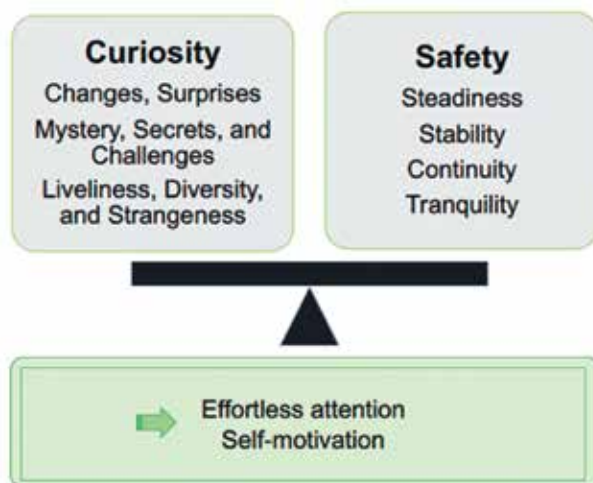 Curiosity
Changes, Surprises
Mystery, Secrets, and
Challenges
Liveliness, Diversity,
and Strangeness
Safety
Steadiness
Stability
Continuity
Tranquility
Effortless attention
Self-motivation